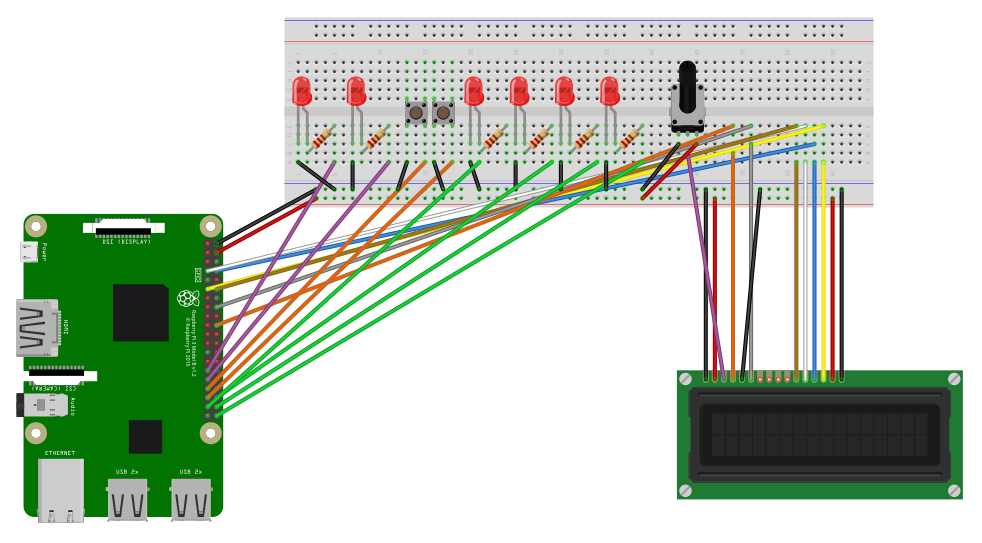 DSI (DISPLAY)
Power
GPIO
HDMI
Raspberry Pi 3 Model B v1.2
© Raspberry Pi 2015
CSI (CAMERA)
Audio
ETHERNET
USB 2x
USB 2x